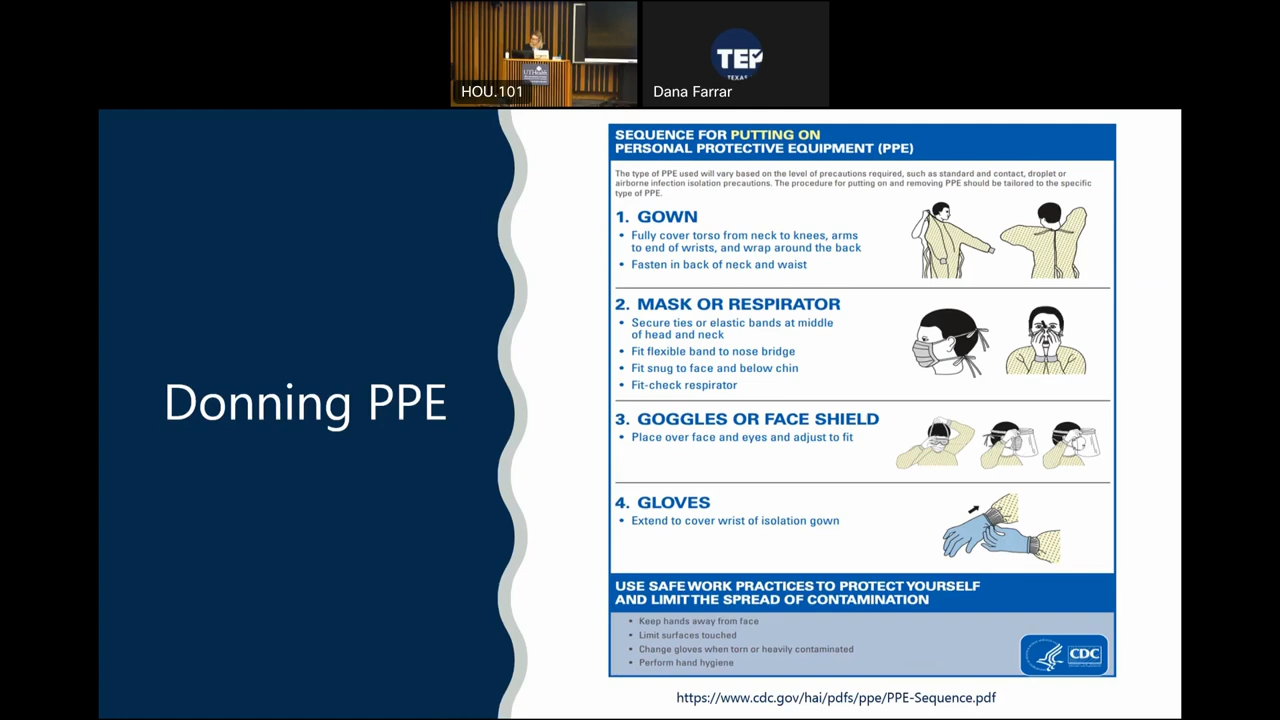 HOU.101
UTHealth
TEP
TEXAS
Dana Farrar
Donning PPE
SEQUENCE FOR PUTTING ON
PERSONAL PROTECTIVE EQUIPMENT (PPE)
The type of PPE used will vary based on the level of precautions required, such as standard and contact, droplet or
airborne infection isolation precautions. The procedure for putting on and removing PPE should be tailored to the specific
type of PPE.
1. GOWN
• Fully cover torso from neck to knees, arms
to end of wrists, and wrap around the back
• Fasten in back of neck and waist
2. MASK OR RESPIRATOR
• Secure ties or elastic bands at middle
of head and neck
• Fit flexible band to nose bridge
• Fit snug to face and below chin
• Fit-check respirator
3. GOGGLES OR FACE SHIELD
• Place over face and eyes and adjust to fit
4. GLOVES
• Extend to cover wrist of isolation gown
USE SAFE WORK PRACTICES TO PROTECT YOURSELF
AND LIMIT THE SPREAD OF CONTAMINATION
• Keep hands away from face
• Limit surfaces touched
• Change gloves when torn or heavily contaminated
• Perform hand hygiene
CDC
https://www.cdc.gov/hai/pdfs/ppe/PPE-Sequence.pdf